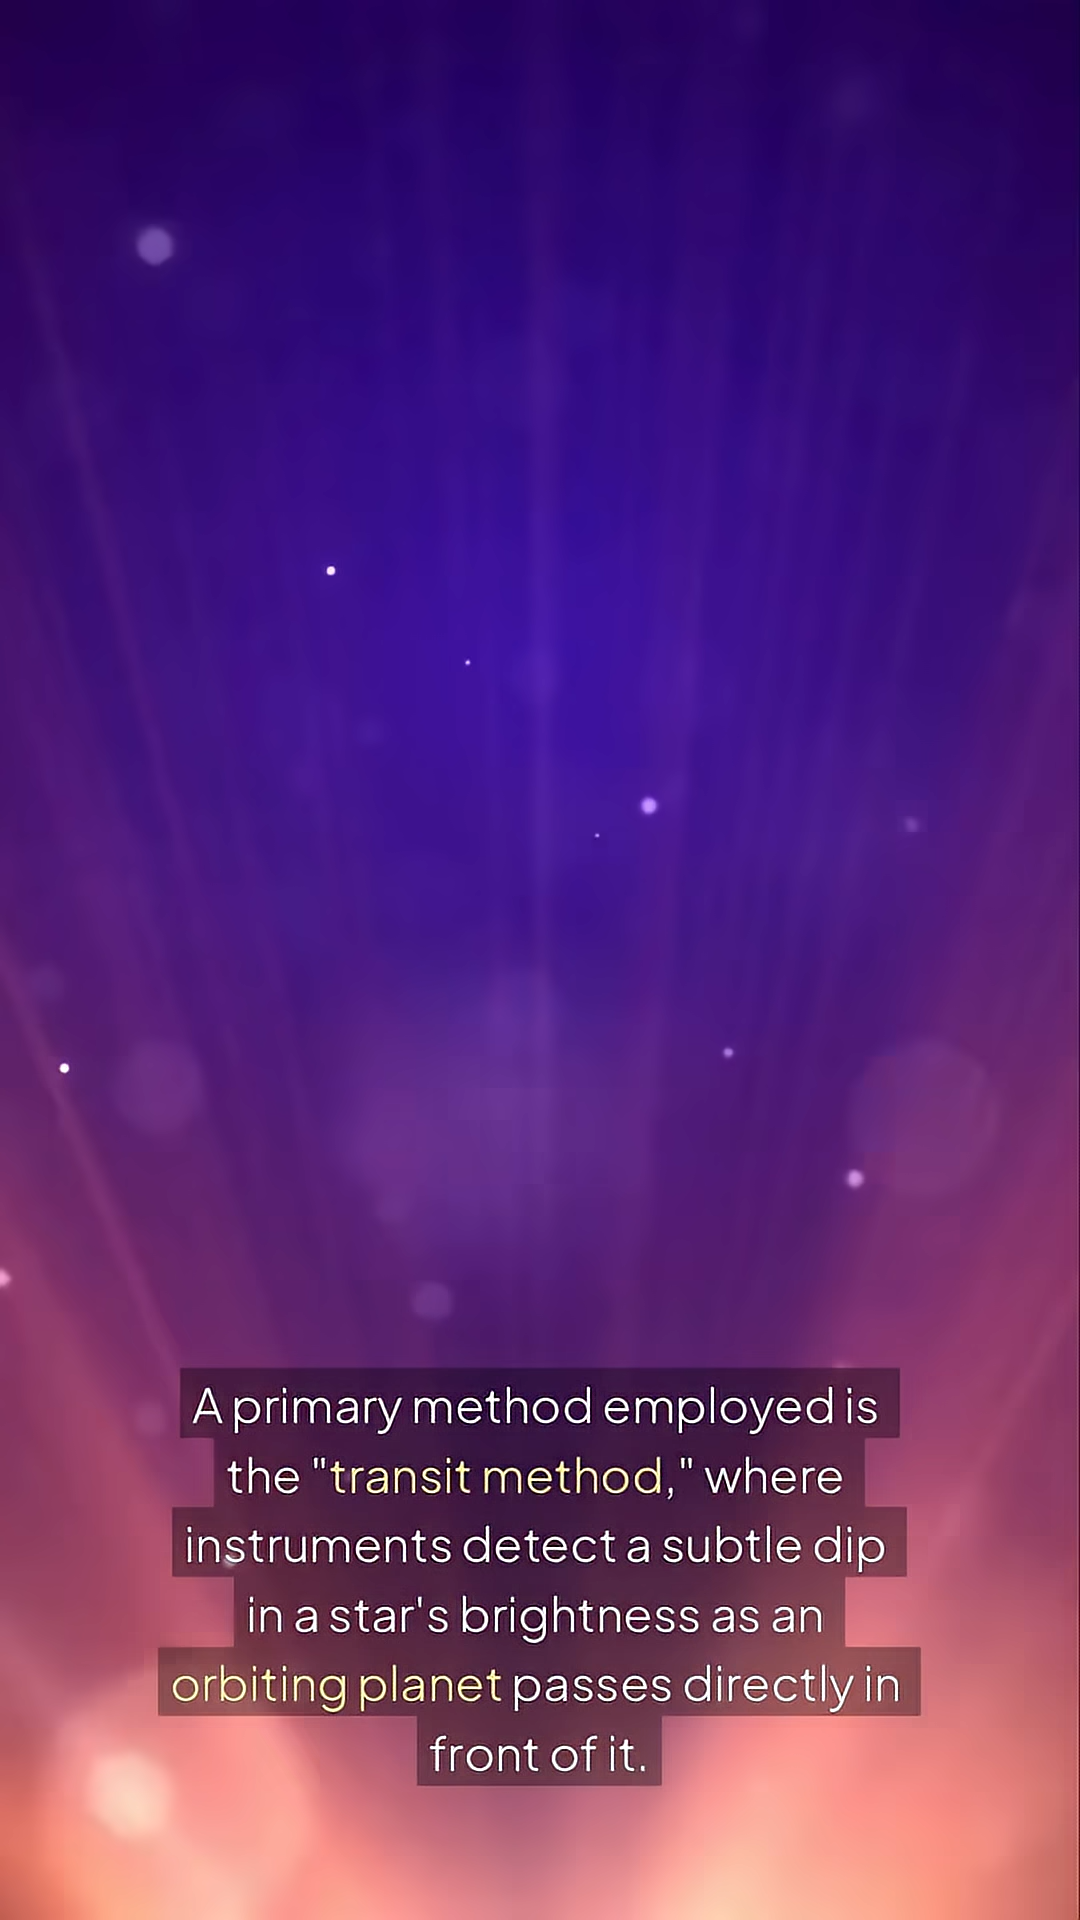 A primary method employed is
the "transit method," where
instruments detect a subtle dip
in a star's brightness as an
orbiting planet passes directly in
front of it.